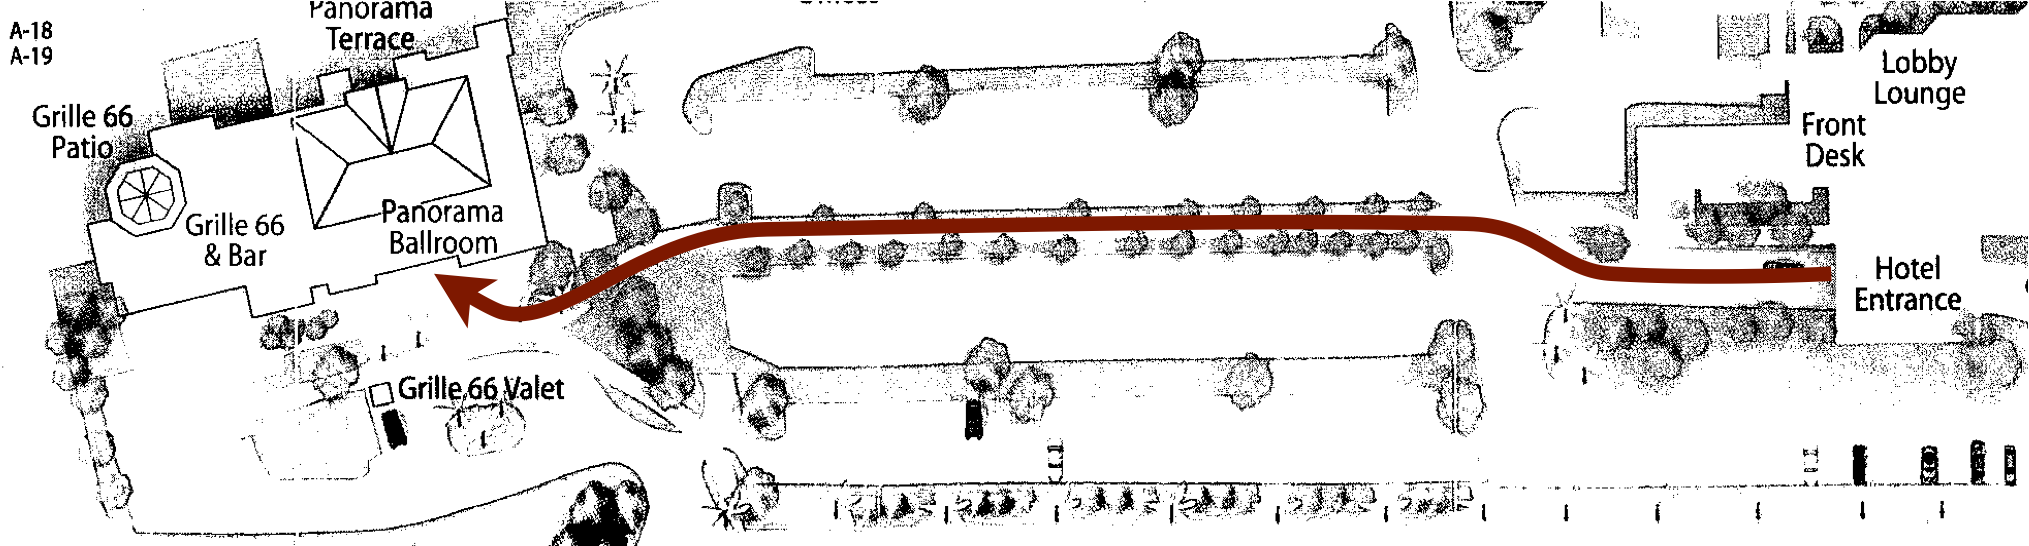 A-18
A-19
Panorama
Terrace
Grille 66
Patio
Grille 66
& Bar
Panorama
Ballroom
Grille 66 Valet
Lobby
Lounge
Front
Desk
Hotel
Entrance